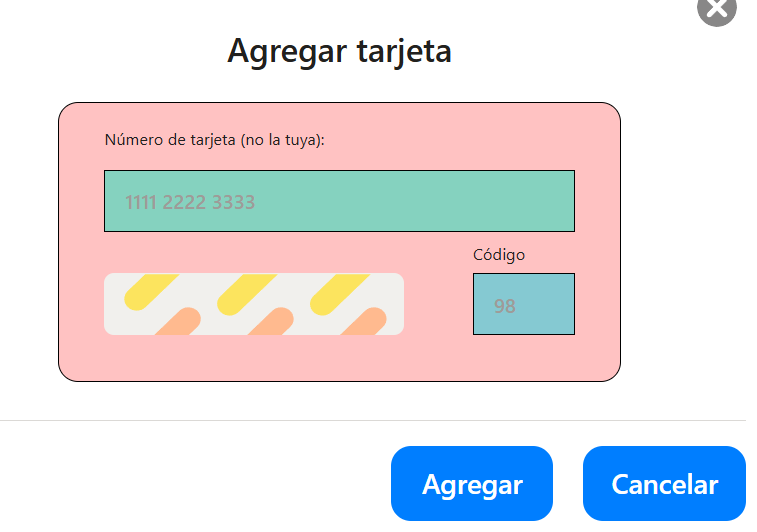 Agregar tarjeta
Número de tarjeta (no la tuya):
1111 2222 3333
Código
98
Agregar
Cancelar